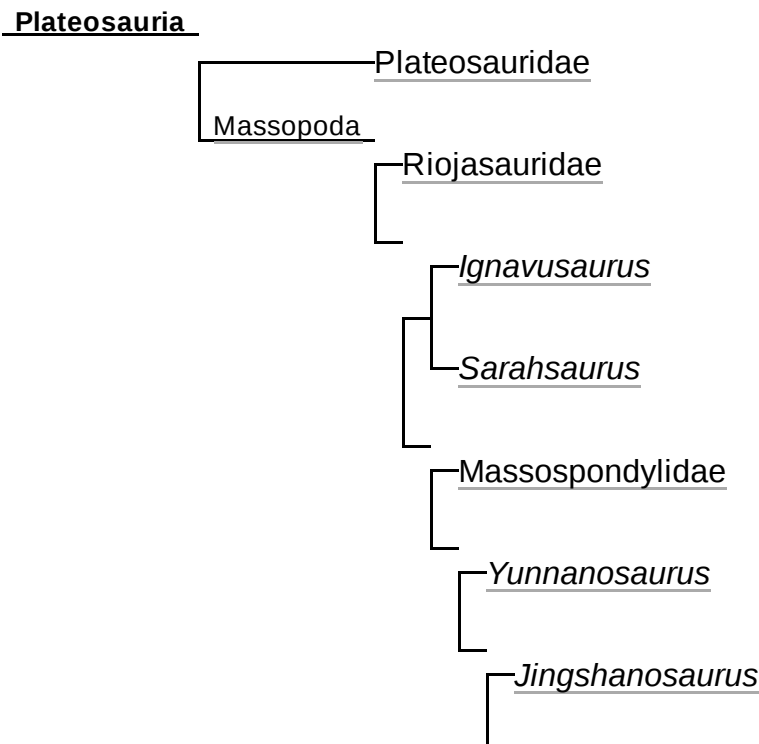 Plateosauria
Plateosauridae
Massopoda
Riojasauridae
Ignavusaurus
Sarahsaurus
Massospondylidae
Yunnanosaurus
Jingshanosaurus